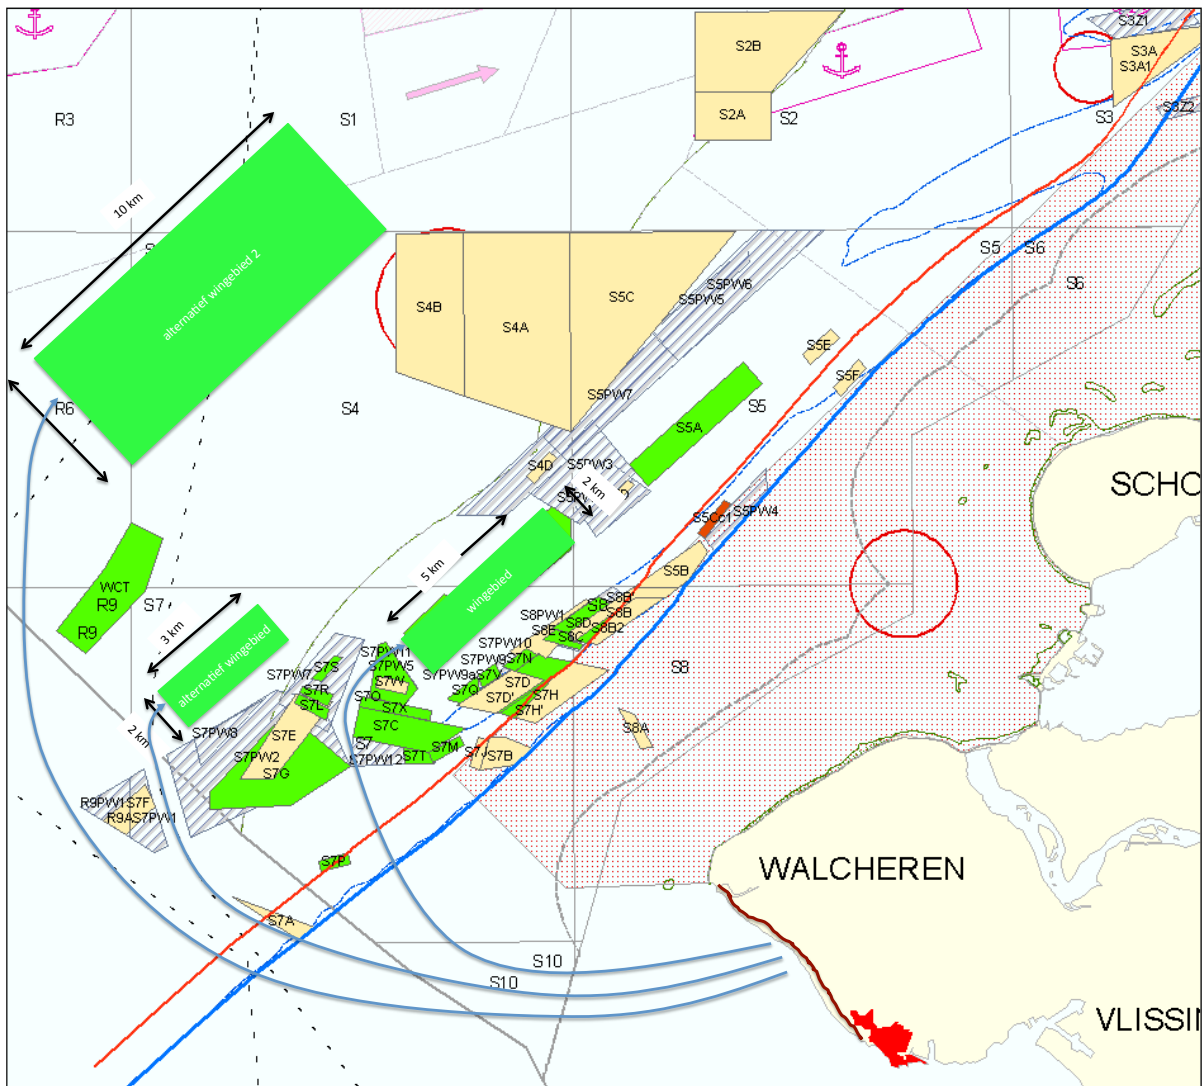 S3Z1
S2B
S3A
S3A1
S3Z2
R3
S1
S2A
S2
S3
10 km
alternatief wingebied 2
S5
S6
S5PW6
S5PW5
S6
S4B
S5C
S4A
S5E
S5F
S5PW7
R6
S4
S5
S5A
S4D
S5PW3
2 km
SCHO
S5Cc1
S5PW4
5 km
wingebied
S5B
WCT
R9
S7
R9
3 km
alternatief wingebied
2 km
S8B
S8
S8B
S8PW1
S8D
S8E
S8C
S8B2
S7PW10
S7PW11
S7PW9
S7N
S7PW5
S7PW7
S7S
S7PW9a
S7V
S7W
S7D
S7R
S7Q
S7O
S7D'
S7H
S7L
S7X
S7H'
S8
S7C
S8A
S7PW8
S7E
S7
S7M
S7PW2
S7PW12
S7T
S7J
S7B
S7G
R9PW1
S7F
R9A
S7PW1
S7P
WALCHEREN
S7A
S10
S10
VLISSIN